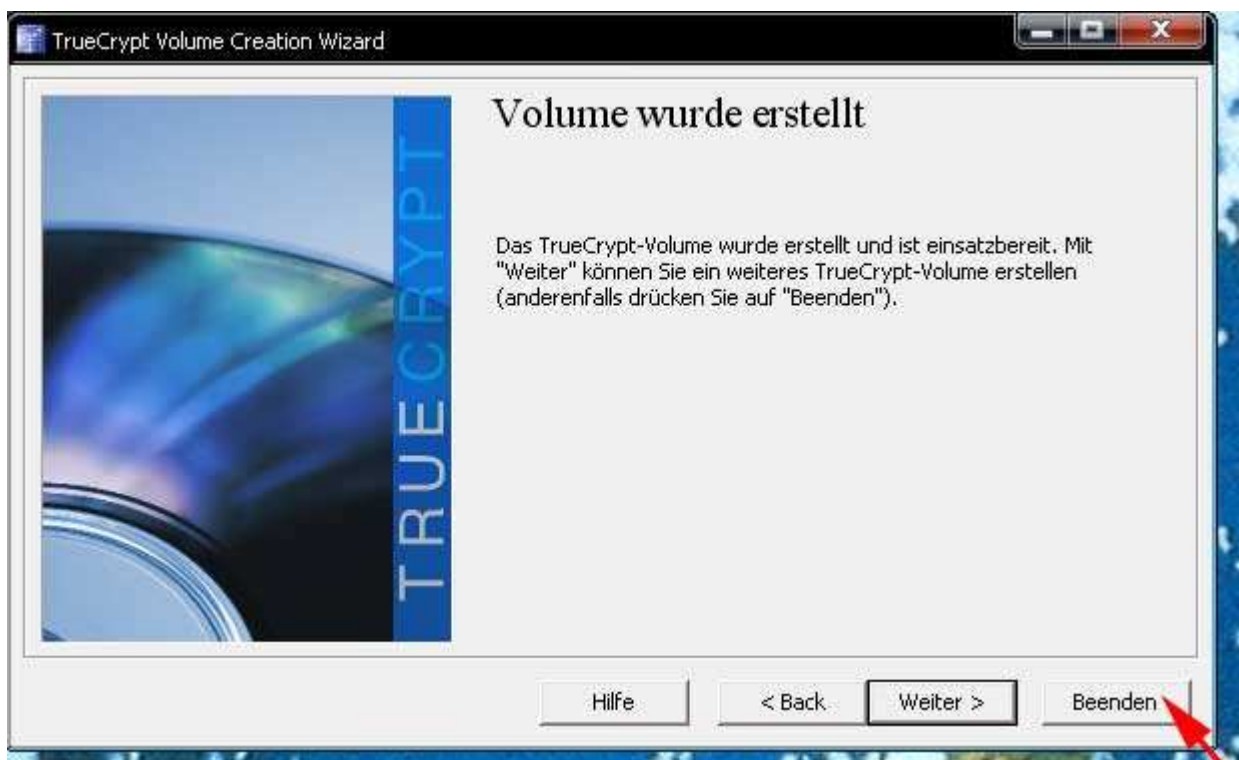 TrueCrypt Volume Creation Wizard
Volume wurde erstellt
TRUECRYPT
Das TrueCrypt-Volume wurde erstellt und ist einsatzbereit. Mit
"Weiter" können Sie ein weiteres TrueCrypt-Volume erstellen
(anderenfalls drücken Sie auf "Beenden").
Hilfe
< Back
Weiter >
Beenden